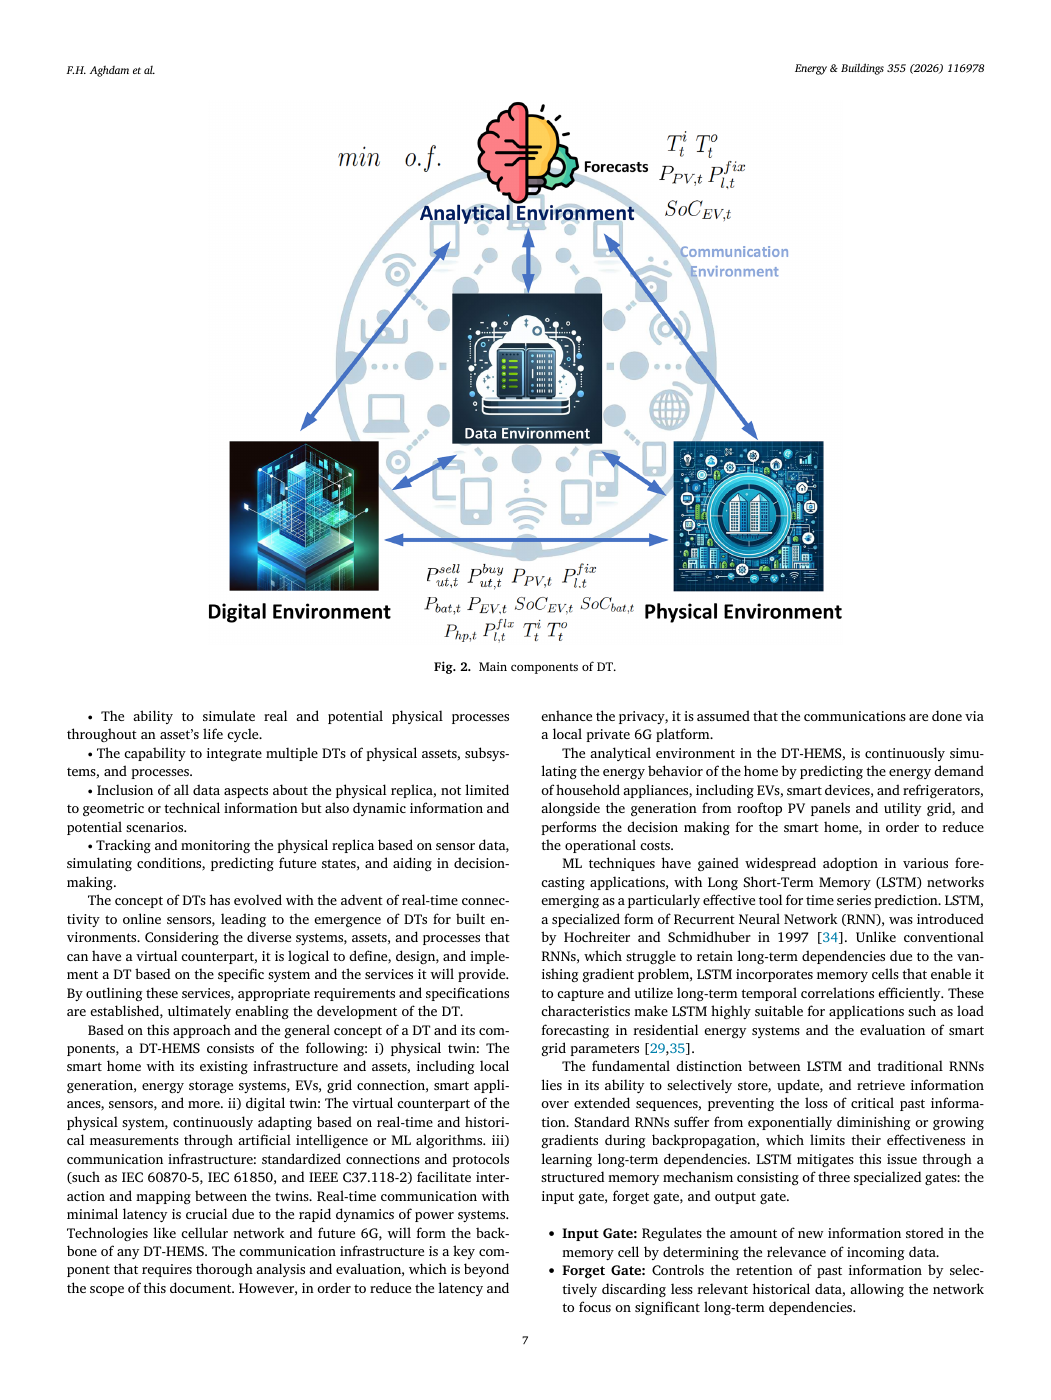 F.H. Aghdam et al.
Energy & Buildings 355 (2026) 116978
min o.f.
Forecasts
T_t^i T_t^o
P_{PV,t} P_{l,t}^{fix}
SoC_{EV,t}
Analytical Environment
Communication
Environment
Data Environment
P_{ut,t}^{sell} P_{ut,t}^{buy} P_{PV,t} P_{l,t}^{fix}
P_{bat,t} P_{EV,t} SoC_{EV,t} SoC_{bat,t}
P_{hp,t} P_{l,t}^{flx} T_t^i T_t^o
Digital Environment
Physical Environment
Fig. 2. Main components of DT.
• The ability to simulate real and potential physical processes
throughout an asset's life cycle.
• The capability to integrate multiple DTs of physical assets, subsys-
tems, and processes.
• Inclusion of all data aspects about the physical replica, not limited
to geometric or technical information but also dynamic information and
potential scenarios.
• Tracking and monitoring the physical replica based on sensor data,
simulating conditions, predicting future states, and aiding in decision-
making.
The concept of DTs has evolved with the advent of real-time connec-
tivity to online sensors, leading to the emergence of DTs for built en-
vironments. Considering the diverse systems, assets, and processes that
can have a virtual counterpart, it is logical to define, design, and imple-
ment a DT based on the specific system and the services it will provide.
By outlining these services, appropriate requirements and specifications
are established, ultimately enabling the development of the DT.
Based on this approach and the general concept of a DT and its com-
ponents, a DT-HEMS consists of the following: i) physical twin: The
smart home with its existing infrastructure and assets, including local
generation, energy storage systems, EVs, grid connection, smart appli-
ances, sensors, and more. ii) digital twin: The virtual counterpart of the
physical system, continuously adapting based on real-time and histori-
cal measurements through artificial intelligence or ML algorithms. iii)
communication infrastructure: standardized connections and protocols
(such as IEC 60870-5, IEC 61850, and IEEE C37.118-2) facilitate inter-
action and mapping between the twins. Real-time communication with
minimal latency is crucial due to the rapid dynamics of power systems.
Technologies like cellular network and future 6G, will form the back-
bone of any DT-HEMS. The communication infrastructure is a key com-
ponent that requires thorough analysis and evaluation, which is beyond
the scope of this document. However, in order to reduce the latency and
enhance the privacy, it is assumed that the communications are done via
a local private 6G platform.
The analytical environment in the DT-HEMS, is continuously simu-
lating the energy behavior of the home by predicting the energy demand
of household appliances, including EVs, smart devices, and refrigerators,
alongside the generation from rooftop PV panels and utility grid, and
performs the decision making for the smart home, in order to reduce
the operational costs.
ML techniques have gained widespread adoption in various fore-
casting applications, with Long Short-Term Memory (LSTM) networks
emerging as a particularly effective tool for time series prediction. LSTM,
a specialized form of Recurrent Neural Network (RNN), was introduced
by Hochreiter and Schmidhuber in 1997 [34]. Unlike conventional
RNNs, which struggle to retain long-term dependencies due to the van-
ishing gradient problem, LSTM incorporates memory cells that enable it
to capture and utilize long-term temporal correlations efficiently. These
characteristics make LSTM highly suitable for applications such as load
forecasting in residential energy systems and the evaluation of smart
grid parameters [29,35].
The fundamental distinction between LSTM and traditional RNNs
lies in its ability to selectively store, update, and retrieve information
over extended sequences, preventing the loss of critical past informa-
tion. Standard RNNs suffer from exponentially diminishing or growing
gradients during backpropagation, which limits their effectiveness in
learning long-term dependencies. LSTM mitigates this issue through a
structured memory mechanism consisting of three specialized gates: the
input gate, forget gate, and output gate.
• Input Gate: Regulates the amount of new information stored in the
memory cell by determining the relevance of incoming data.
• Forget Gate: Controls the retention of past information by selec-
tively discarding less relevant historical data, allowing the network
to focus on significant long-term dependencies.
7